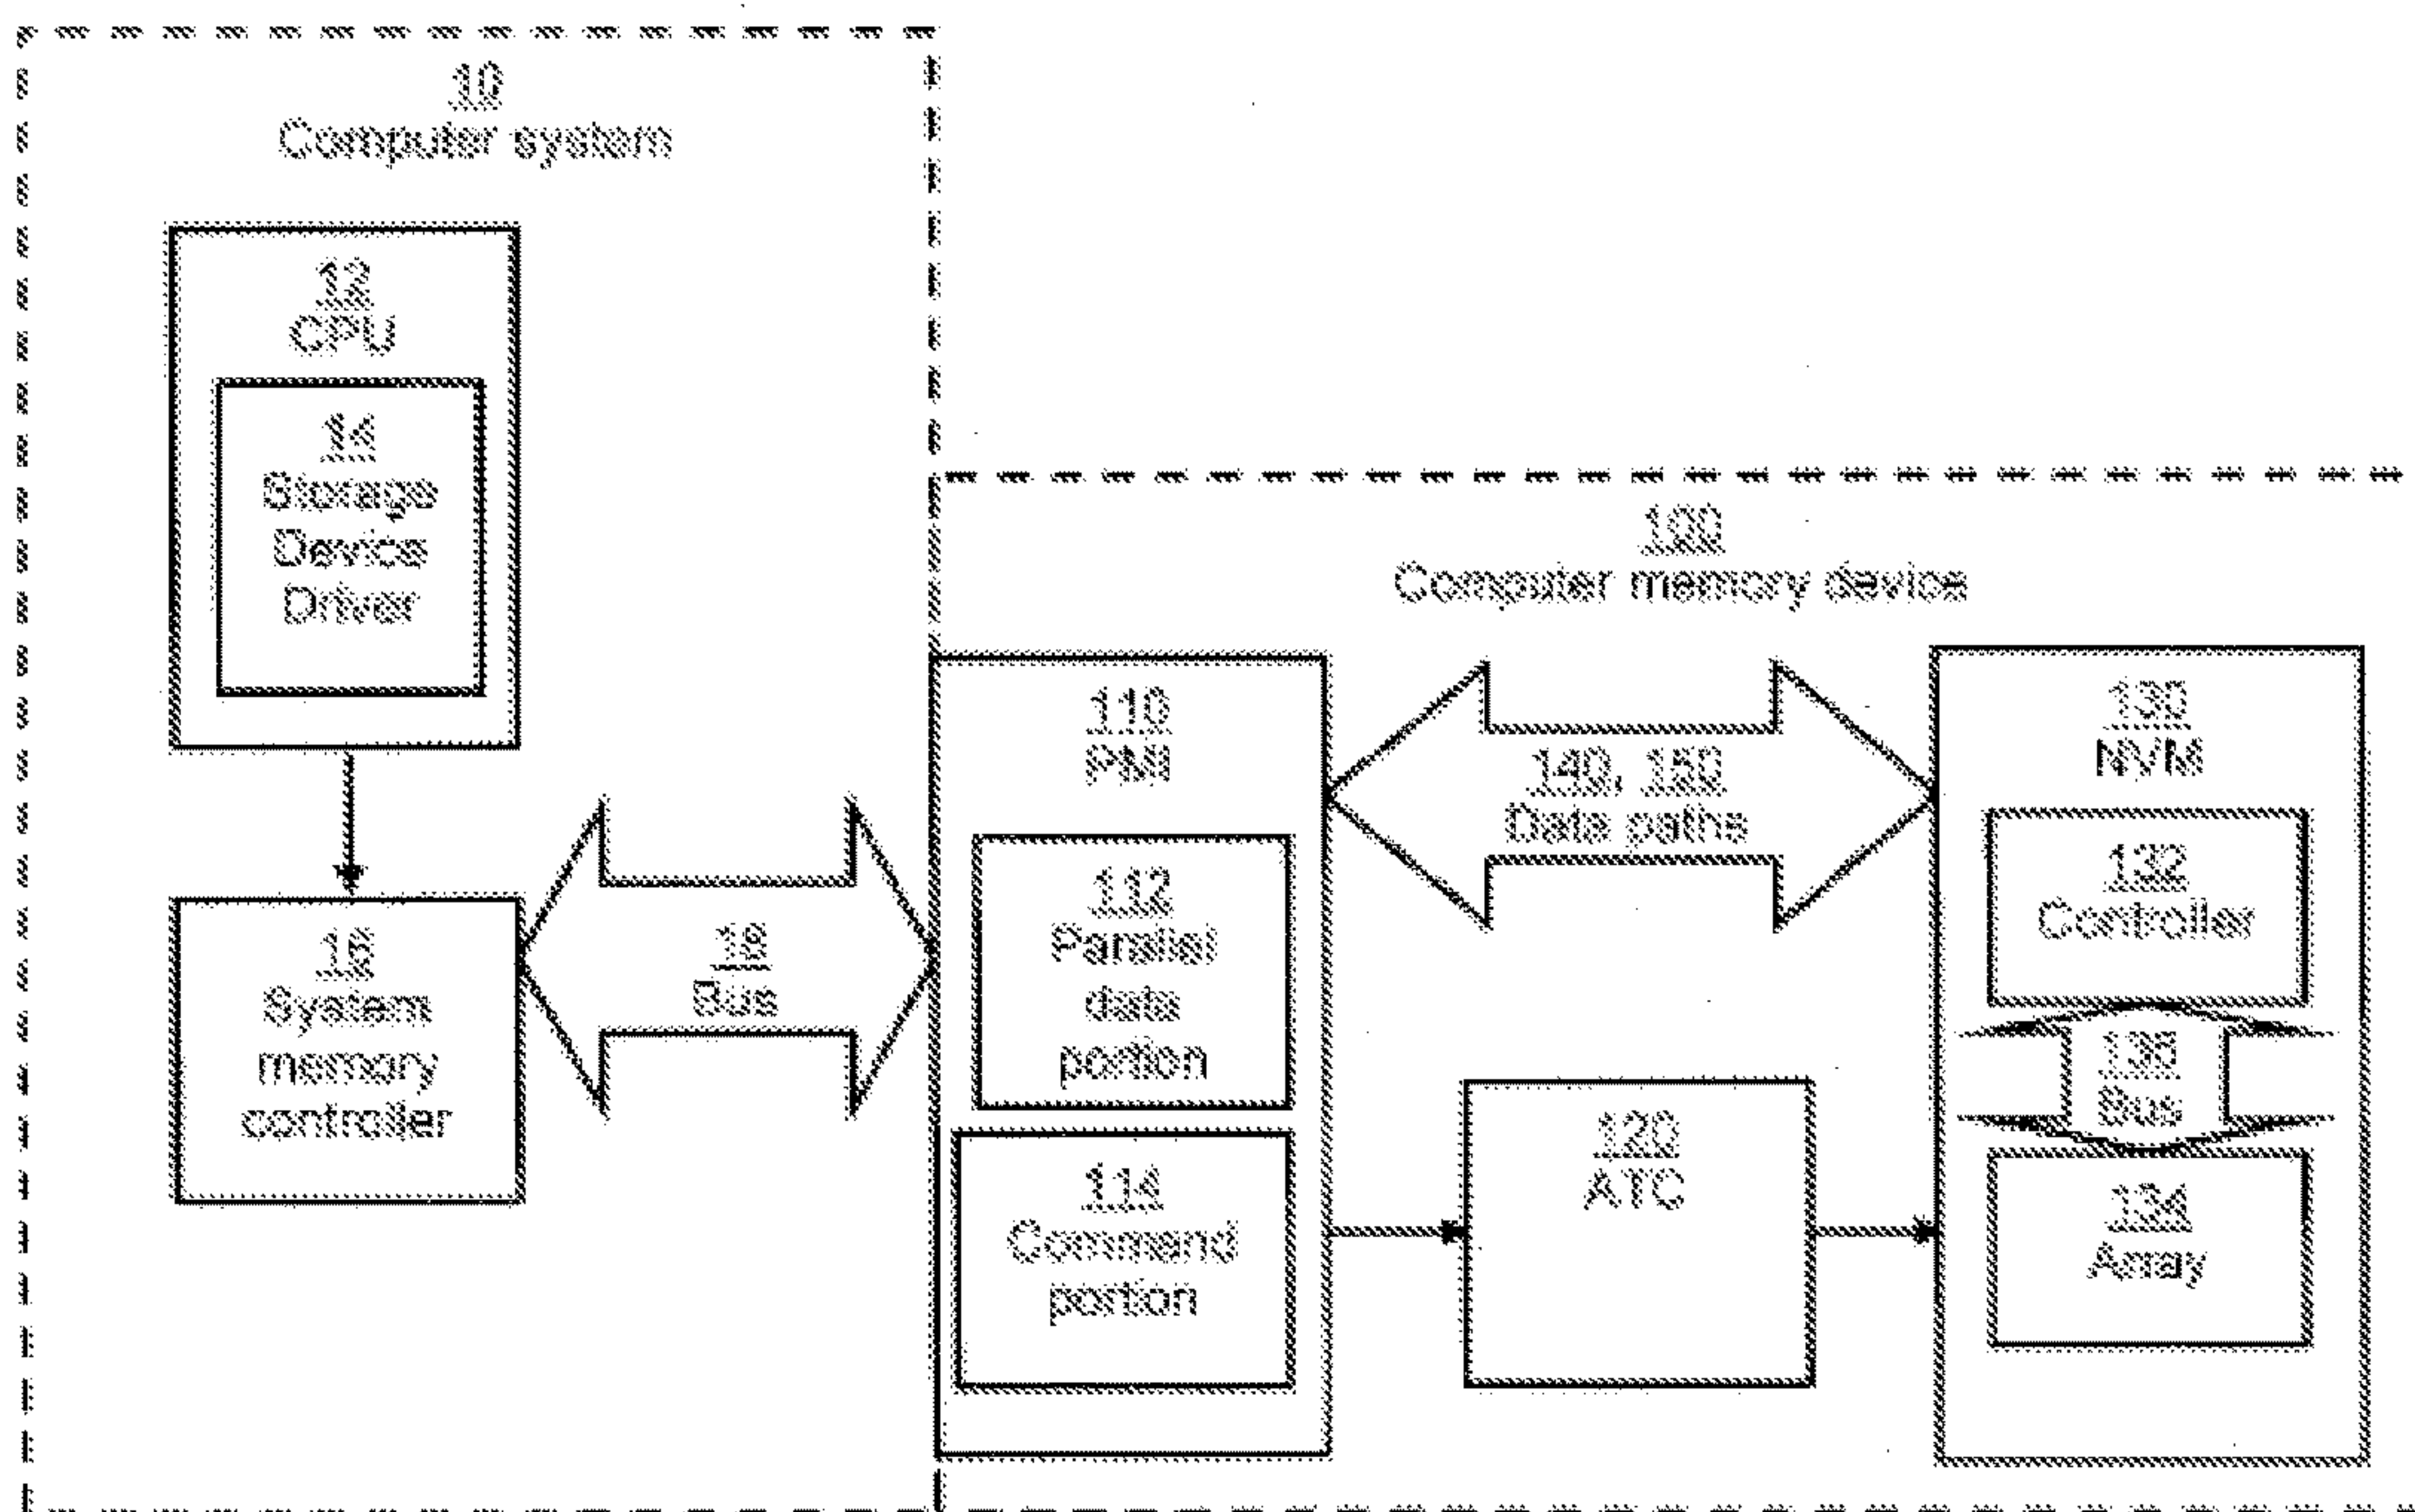 10
Computer system
12
CPU
14
Storage
Device
Driver
16
System
memory
controller
18
Bus
100
Computer memory device
110
PMI
112
Parallel
data
portion
114
Command
portion
140, 150
Data paths
120
ATC
130
NVM
132
Controller
136
Bus
134
Array